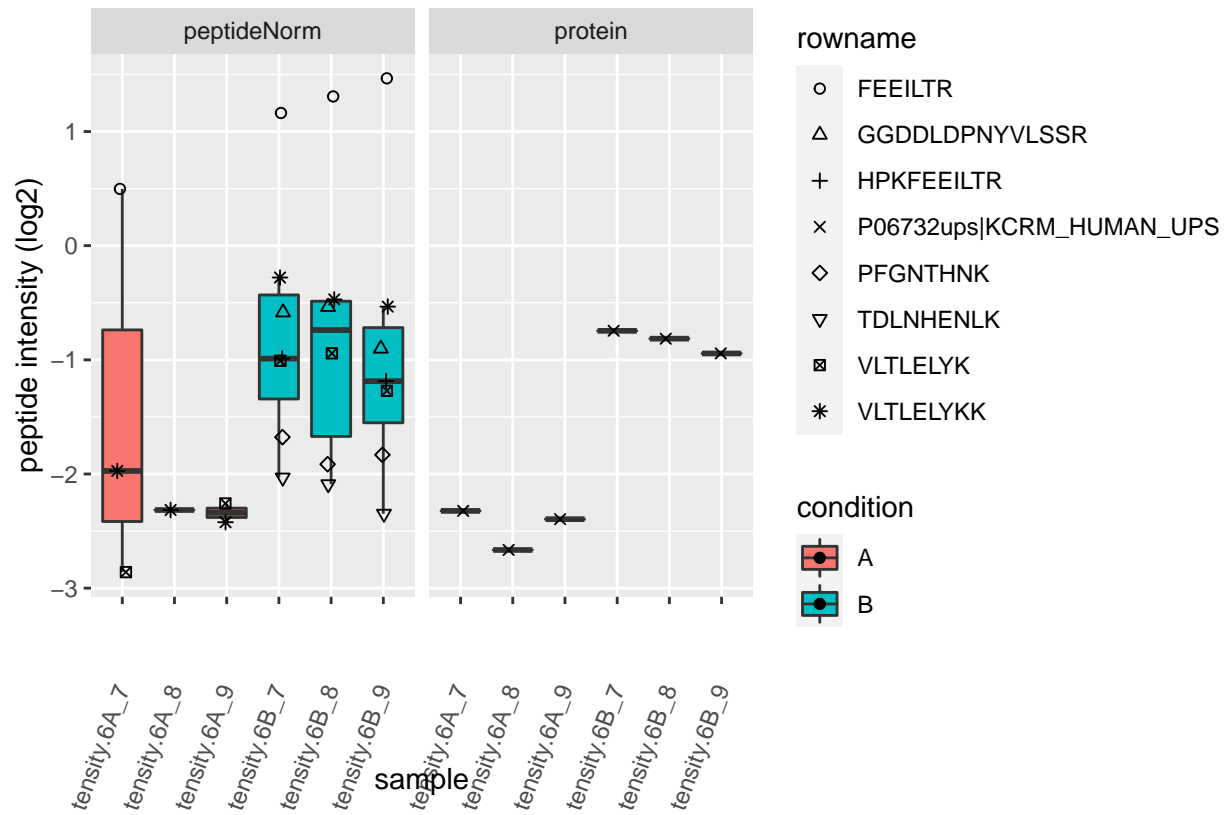 peptideNorm
protein
peptide intensity (log2)
1
0
−1
−2
−3
tensity.6A_7
tensity.6A_8
tensity.6A_9
tensity.6B_7
tensity.6B_8
tensity.6B_9
tensity.6A_7
tensity.6A_8
tensity.6A_9
tensity.6B_7
tensity.6B_8
tensity.6B_9
sample
rowname
FEEILTR
GGDDLDPNYVLSSR
HPKFEEILTR
P06732ups|KCRM_HUMAN_UPS
PFGNTHNK
TDLNHENLK
VLTLELYK
VLTLELYKK
condition
A
B